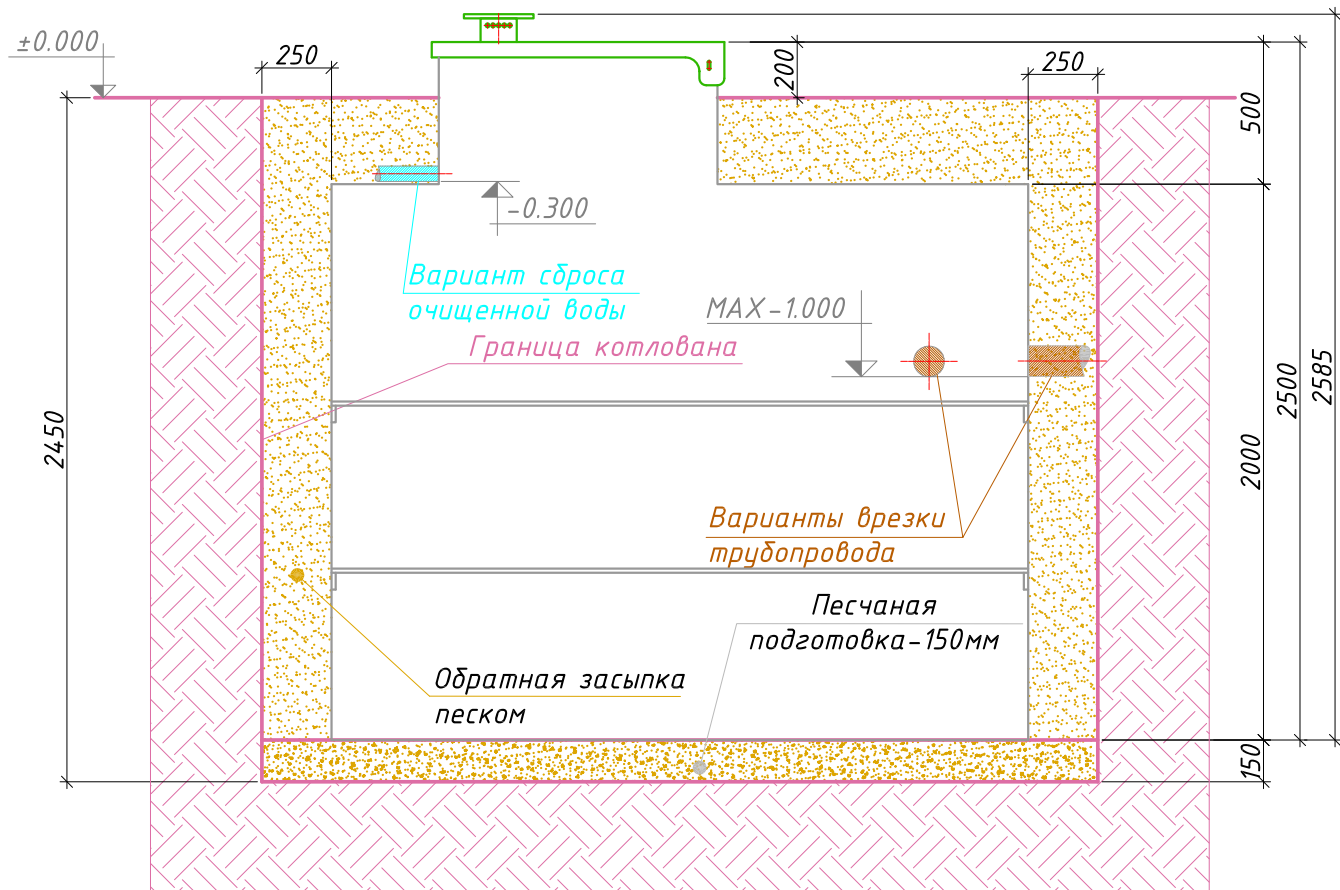 ±0.000
250
200
250
500
-0.300
Вариант сброса
очищенной воды
MAX-1.000
Граница котлована
2450
2000
2500
2585
Варианты врезки
трубопровода
Песчаная
подготовка-150мм
Обратная засыпка
песком
150